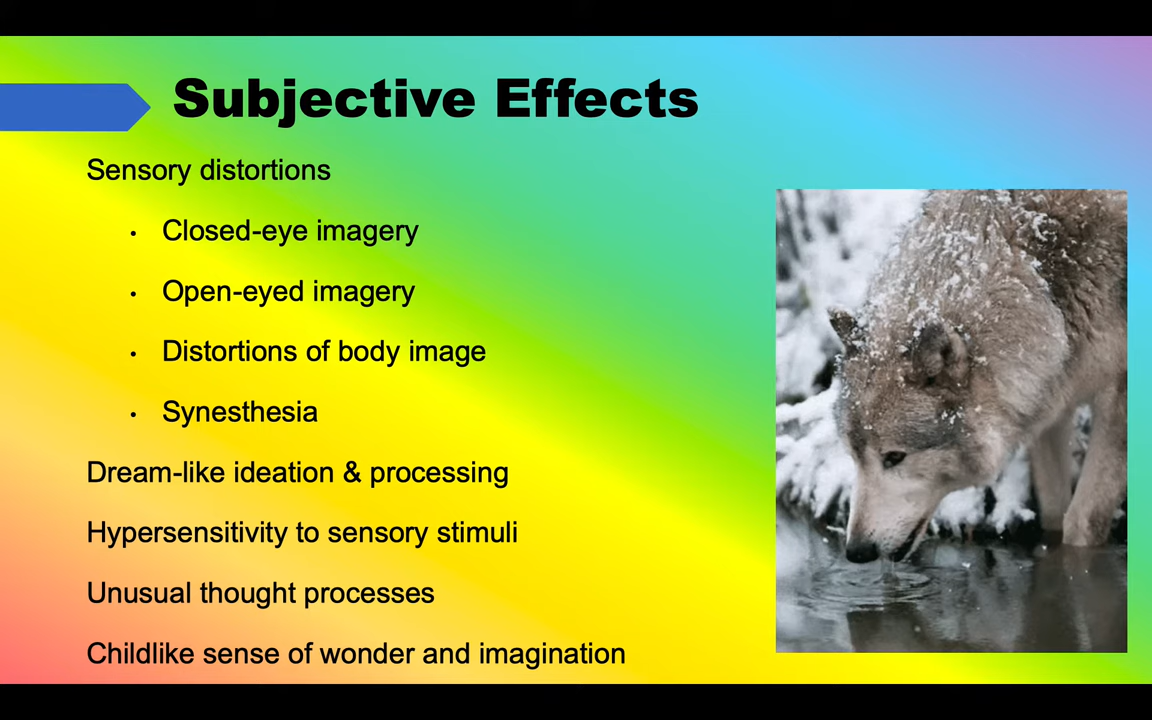 Subjective Effects
Sensory distortions
• Closed-eye imagery
• Open-eyed imagery
• Distortions of body image
• Synesthesia
Dream-like ideation & processing
Hypersensitivity to sensory stimuli
Unusual thought processes
Childlike sense of wonder and imagination